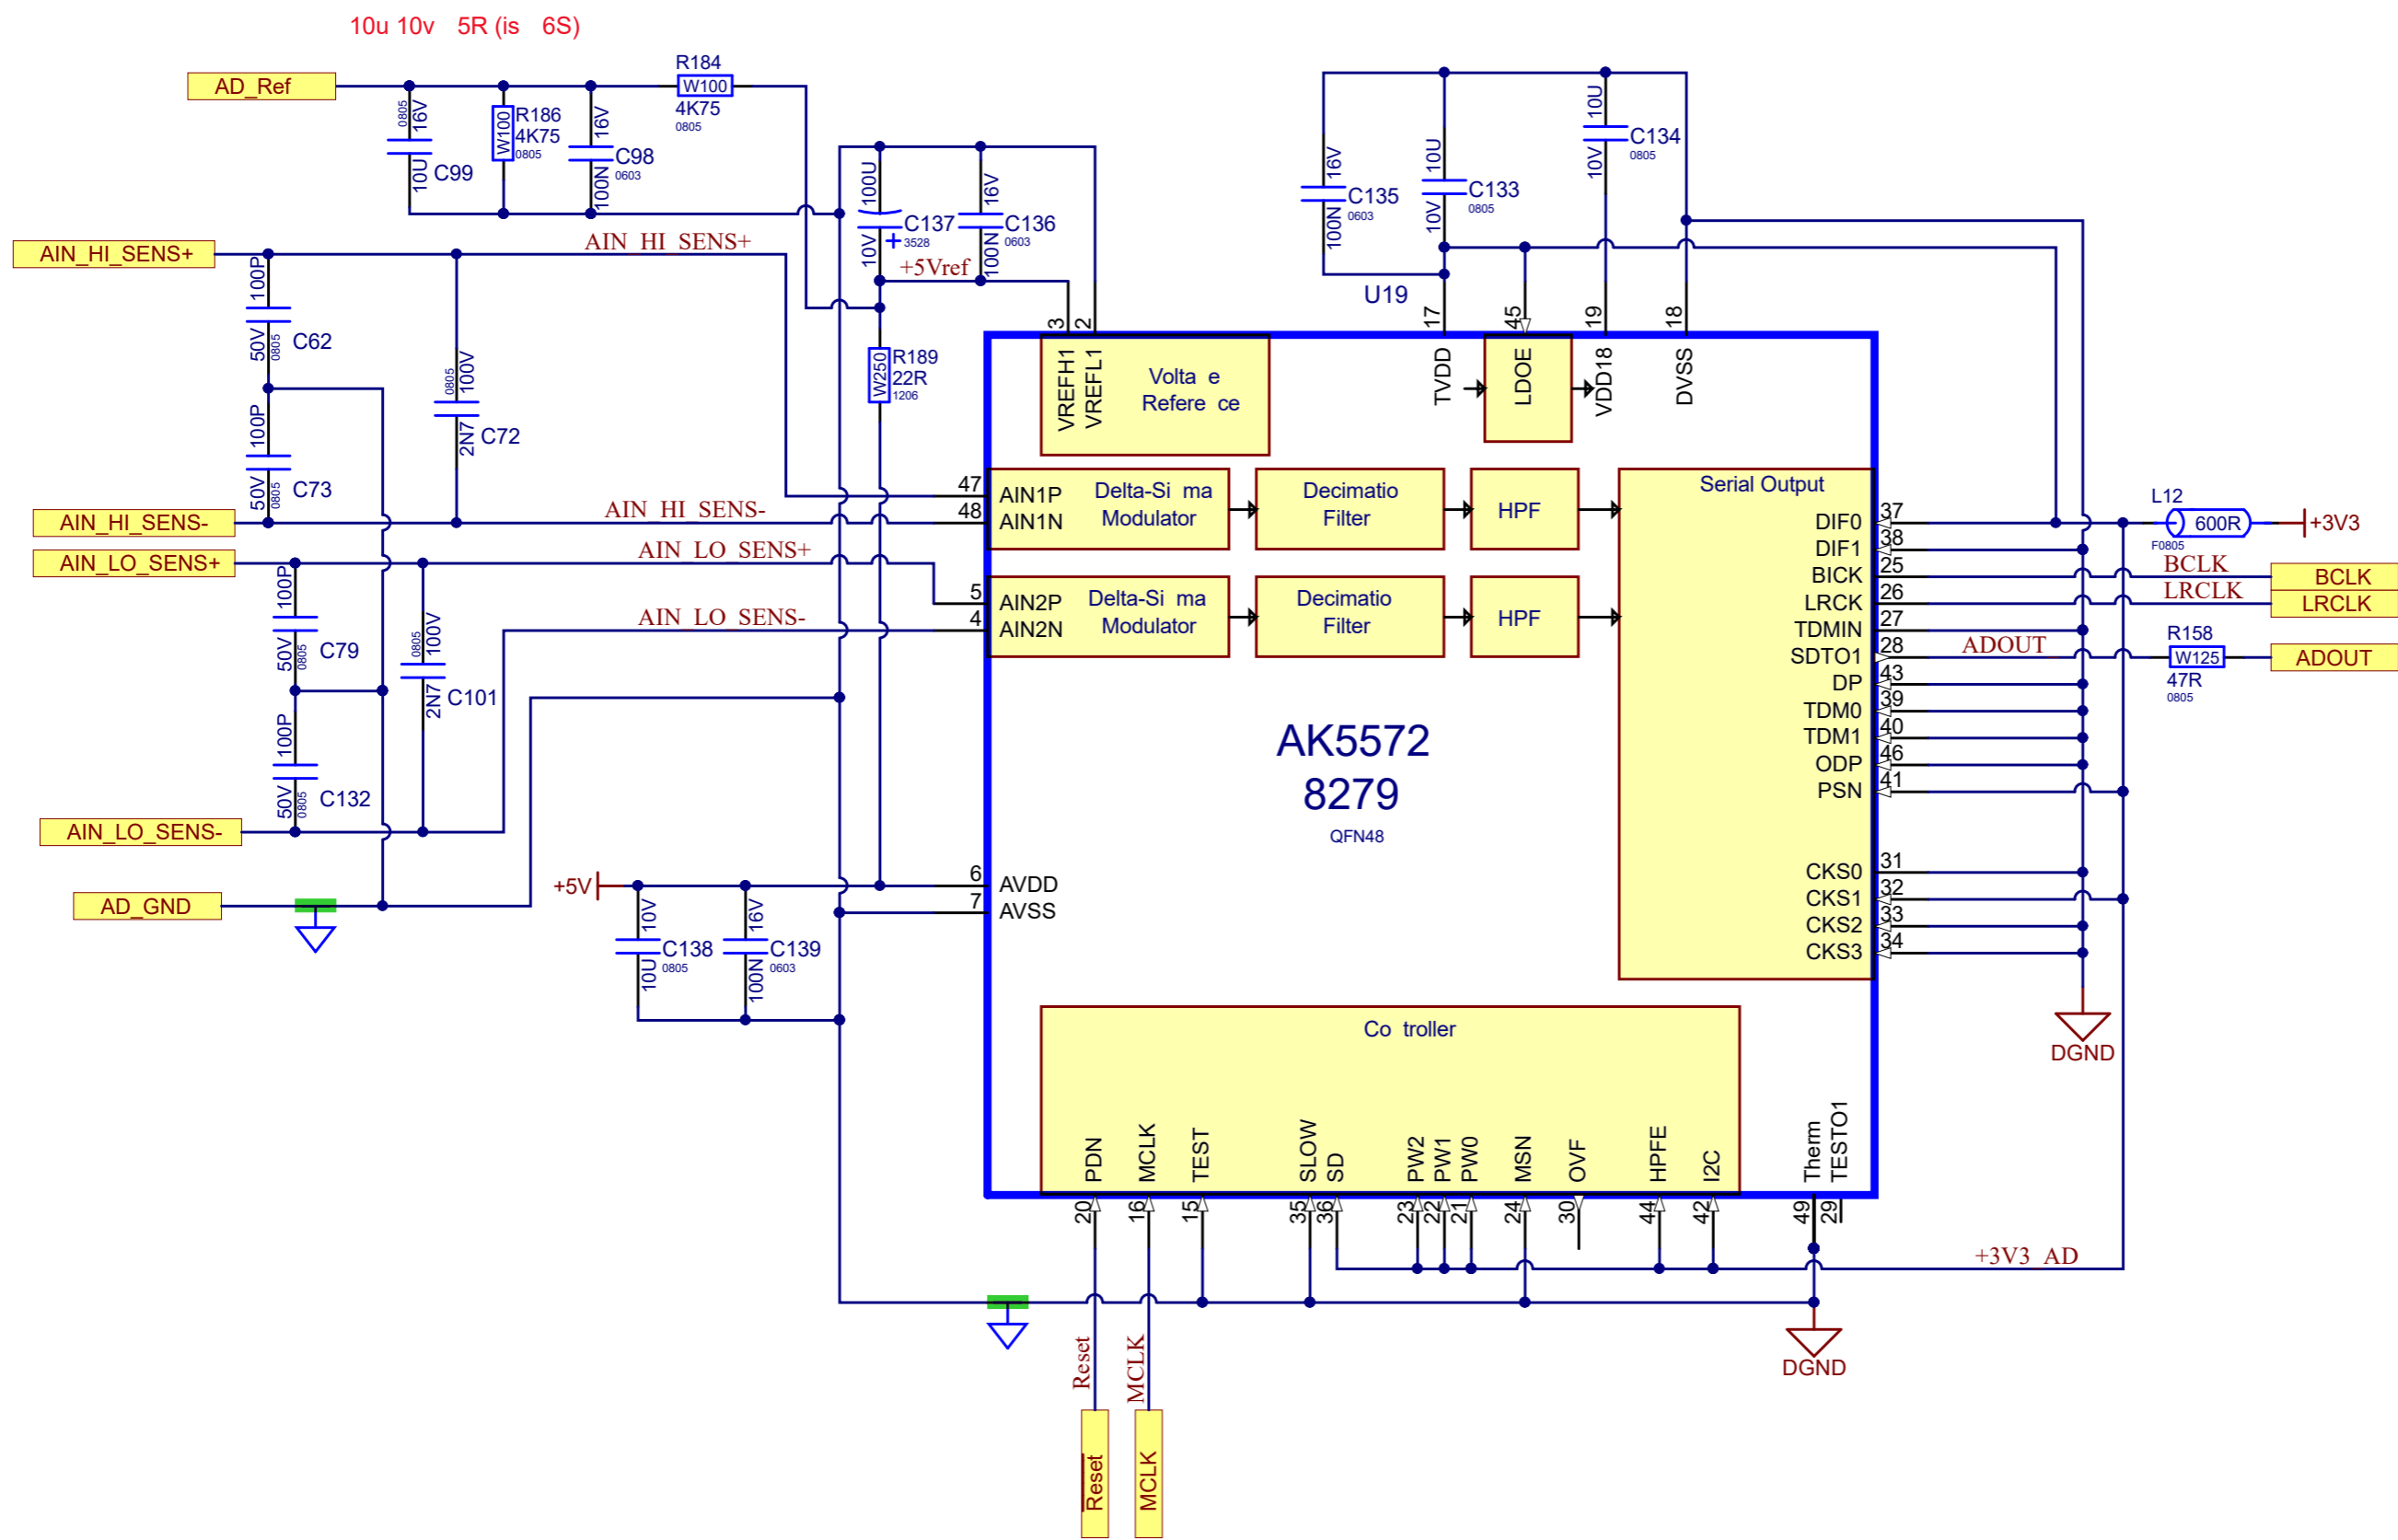 10u 10v 5R (is 6S)
AD_Ref
0805
16V
10U
C99
W100
R186
4K75
0805
16V
C98
0603
100N
R184
W100
4K75
0805
AIN_HI_SENS+
AIN_HI_SENS+
100P
50V
0805
C62
100P
50V
0805
C73
0805
100V
2N7
C72
AIN_HI_SENS-
AIN_HI_SENS-
AIN_LO_SENS+
AIN_LO_SENS+
100P
50V
0805
C79
0805
100V
2N7
C101
AIN_LO_SENS-
100P
50V
0805
C132
AIN_LO_SENS-
AD_GND
100U
C137
+ 3528
10V
16V
C136
0603
100N
+5Vref
W250
R189
22R
1206
+5V
10V
C138
0805
10U
16V
C139
0603
100N
16V
C135
0603
100N
10U
C133
0805
10V
10U
C134
0805
10V
U19
3
2
17
45
19
18
VREFH1
VREFL1
Volta e
Refere ce
TVDD
LDOE
VDD18
DVSS
47
AIN1P
48
AIN1N
Delta-Si ma
Modulator
Decimatio
Filter
HPF
Serial Output
5
AIN2P
4
AIN2N
Delta-Si ma
Modulator
Decimatio
Filter
HPF
AK5572
8279
QFN48
6
AVDD
7
AVSS
DIF0
37
DIF1
38
BICK
25
LRCK
26
TDMIN
27
SDTO1
28
DP
43
TDM0
39
TDM1
40
ODP
46
PSN
41
CKS0
31
CKS1
32
CKS2
33
CKS3
34
L12
600R
F0805
+3V3
BCLK
BCLK
LRCLK
LRCLK
ADOUT
R158
W125
47R
0805
ADOUT
DGND
Co troller
PDN
MCLK
TEST
SLOW
SD
PW2
PW1
PW0
MSN
OVF
HPFE
I2C
Therm
TESTO1
20
16
15
35
36
23
22
21
24
30
44
42
49
29
+3V3_AD
Reset
MCLK
DGND
Reset
MCLK